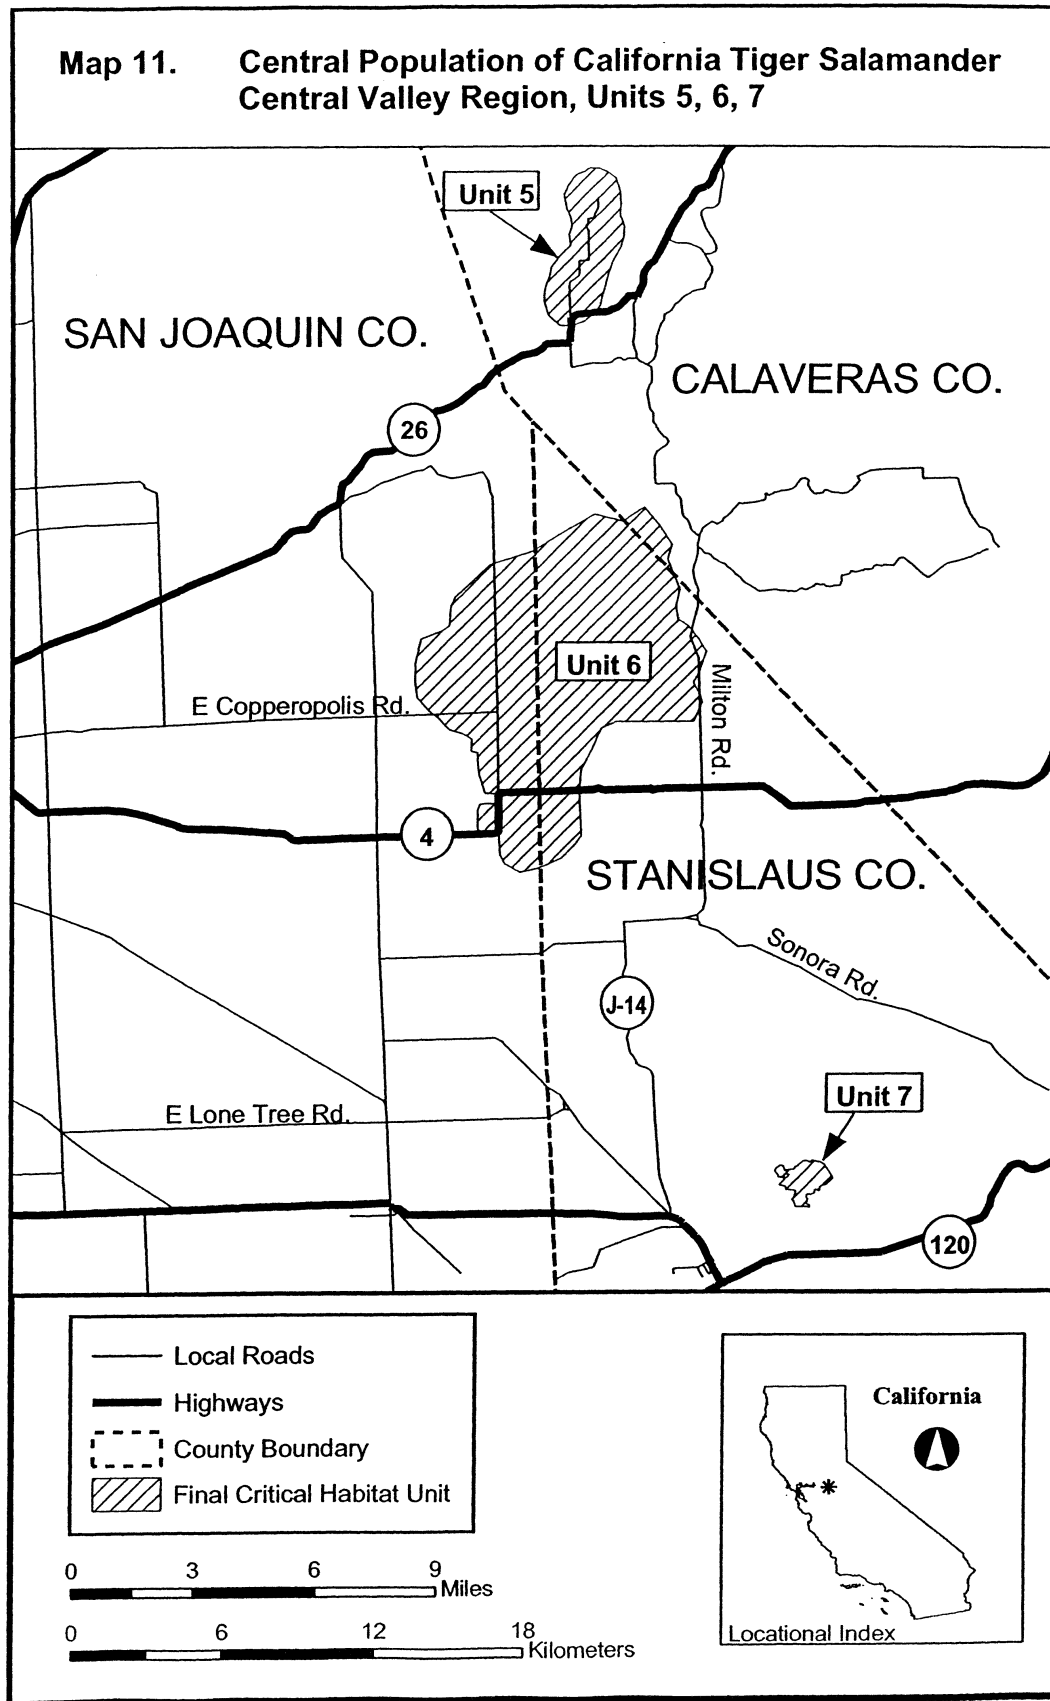 Map 11. Central Population of California Tiger Salamander
Central Valley Region, Units 5, 6, 7
Unit 5
SAN JOAQUIN CO.
CALAVERAS CO.
26
Unit 6
E Copperopolis Rd.
Milton Rd.
4
STANISLAUS CO.
Sonora Rd.
J-14
Unit 7
E Lone Tree Rd.
120
Local Roads
Highways
County Boundary
Final Critical Habitat Unit
0 3 6 9
Miles
0 6 12 18
Kilometers
California
Locational Index